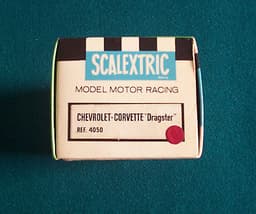 SCALEXTRIC
MODEL MOTOR RACING
CHEVROLET-CORVETTE "Dragster"
REF. 4050